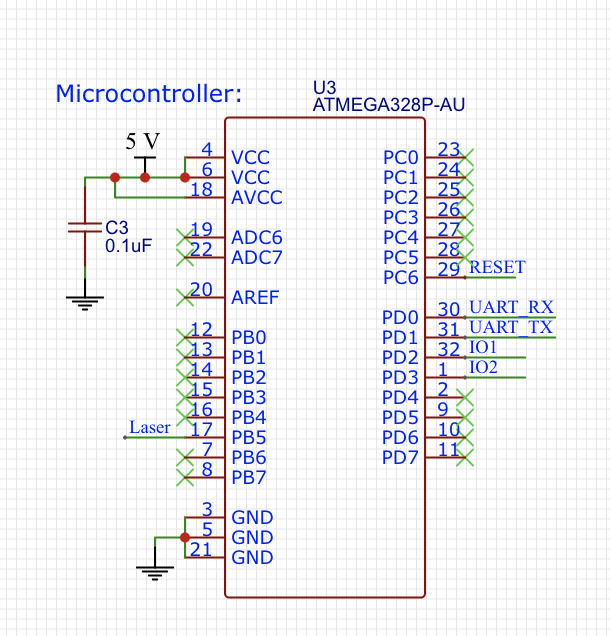 Microcontroller:
U3
ATMEGA328P-AU
5 V
C3
0.1uF
4 VCC
6 VCC
18 AVCC
19 ADC6
22 ADC7
20 AREF
12 PB0
13 PB1
14 PB2
15 PB3
16 PB4
Laser 17 PB5
7 PB6
8 PB7
3 GND
5 GND
21 GND
PC0 23
PC1 24
PC2 25
PC3 26
PC4 27
PC5 28
PC6 29 RESET
PD0 30 UART_RX
PD1 31 UART_TX
PD2 32 IO1
PD3 1 IO2
PD4 2
PD5 9
PD6 10
PD7 11